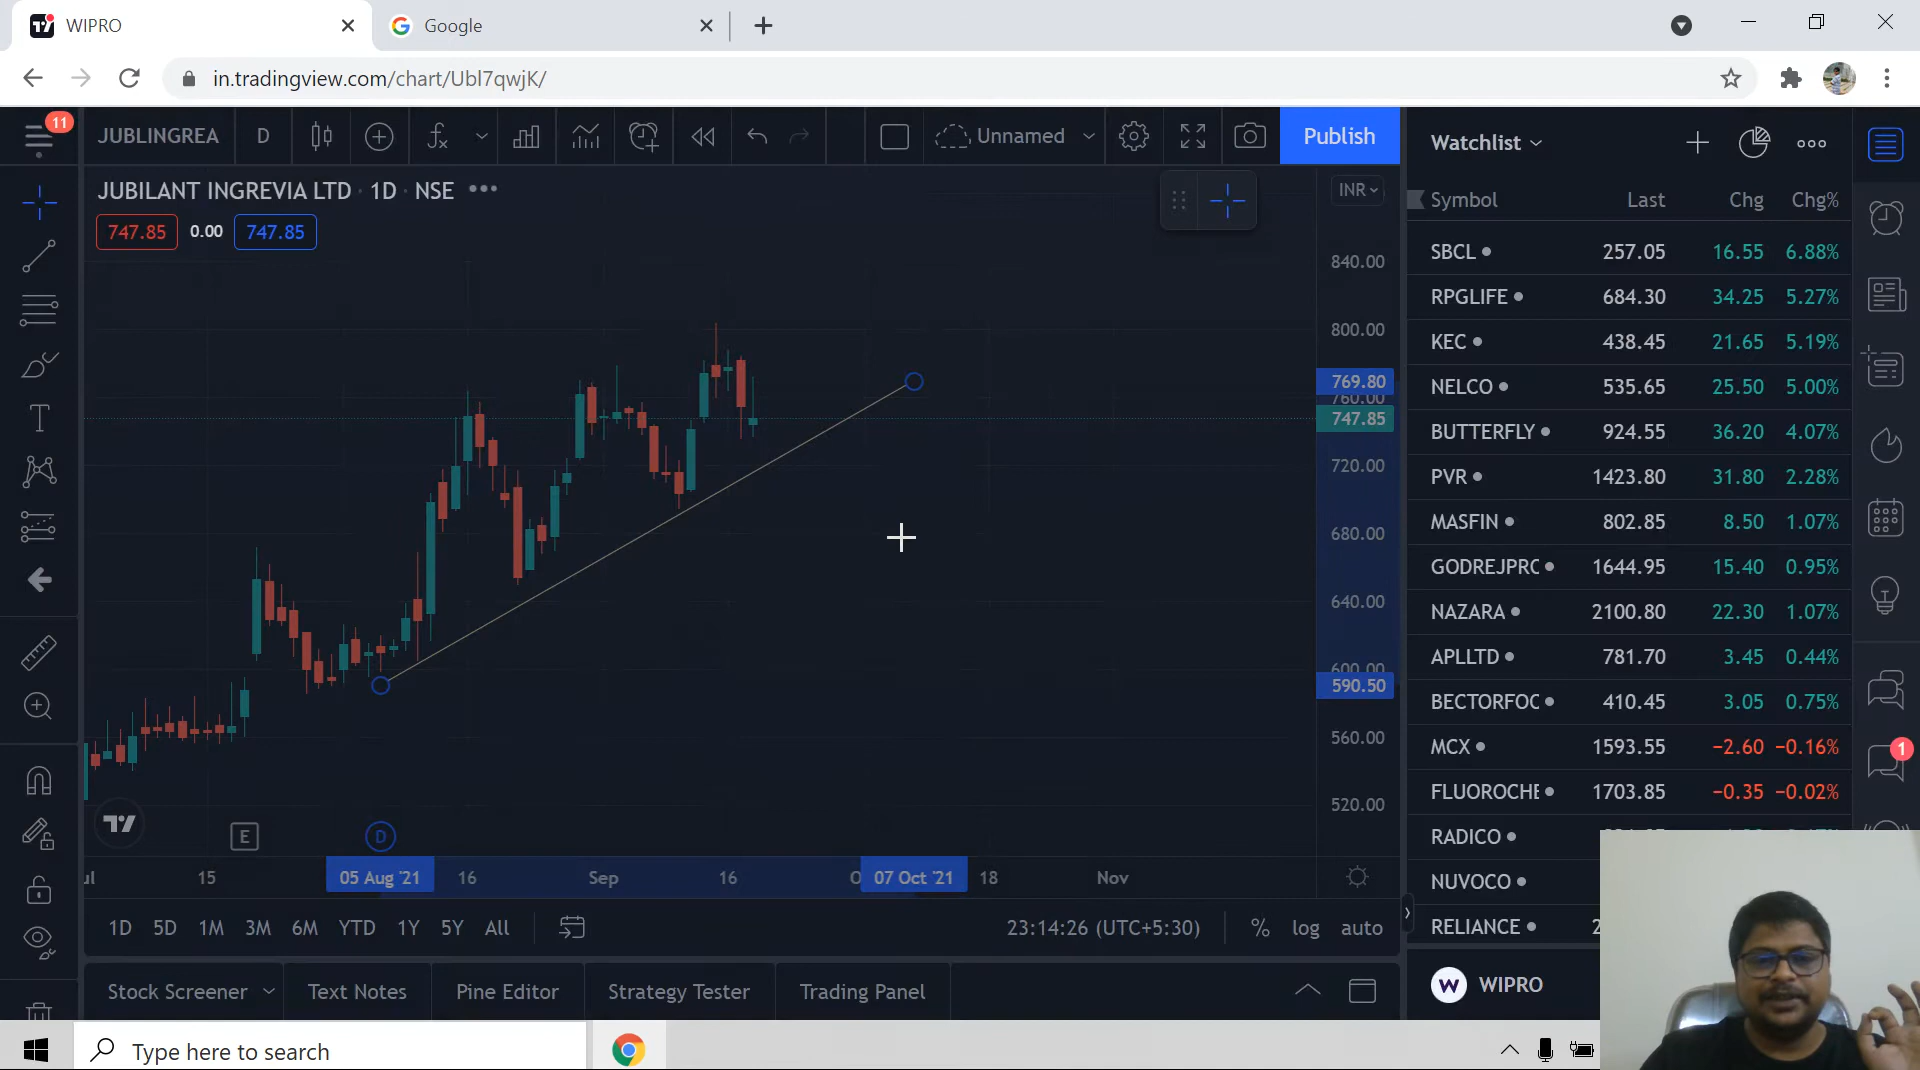 WIPRO
Google
in.tradingview.com/chart/Ubl7qwjK/
11
JUBLINGREA
D
Unnamed
Publish
JUBILANT INGREVIA LTD · 1D · NSE
747.85
0.00
747.85
INR
840.00
800.00
769.80
760.00
747.85
720.00
680.00
640.00
600.00
590.50
560.00
520.00
E
D
15
05 Aug '21
16
Sep
16
07 Oct '21
18
Nov
1D
5D
1M
3M
6M
YTD
1Y
5Y
All
23:14:26 (UTC+5:30)
%
log
auto
Stock Screener
Text Notes
Pine Editor
Strategy Tester
Trading Panel
Watchlist
Symbol Last Chg Chg%
SBCL 257.05 16.55 6.88%
RPGLIFE 684.30 34.25 5.27%
KEC 438.45 21.65 5.19%
NELCO 535.65 25.50 5.00%
BUTTERFLY 924.55 36.20 4.07%
PVR 1423.80 31.80 2.28%
MASFIN 802.85 8.50 1.07%
GODREJPRC 1644.95 15.40 0.95%
NAZARA 2100.80 22.30 1.07%
APLLTD 781.70 3.45 0.44%
BECTORFOC 410.45 3.05 0.75%
MCX 1593.55 −2.60 −0.16%
FLUOROCHE 1703.85 −0.35 −0.02%
RADICO
NUVOCO
RELIANCE 2
W WIPRO
1
Type here to search